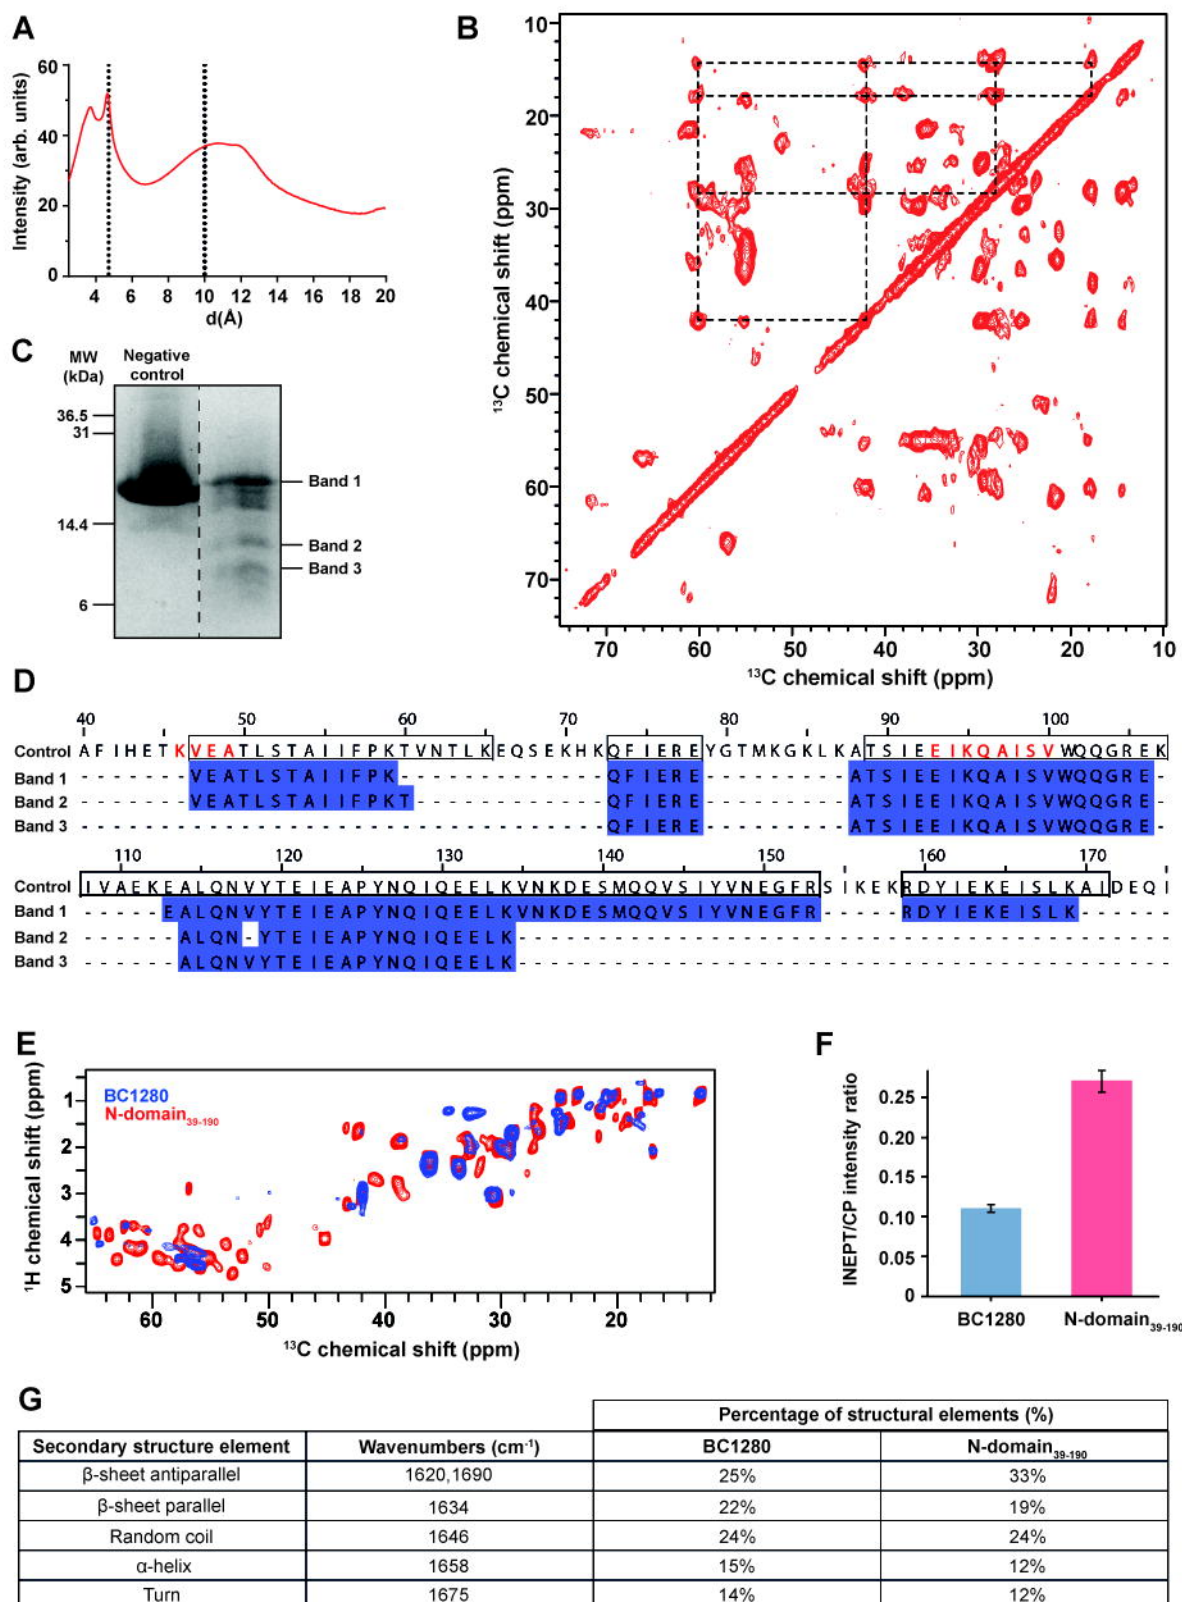 A
60
40
20
0
Intensity (arb. units)
4 6 8 10 12 14 16 18 20
d(Å)
B
10
20
30
40
50
60
70
¹³C chemical shift (ppm)
70 60 50 40 30 20 10
¹³C chemical shift (ppm)
C
MW
(kDa)
Negative
control
36.5
31
14.4
6
Band 1
Band 2
Band 3
D
40 50 60 70 80 90 100
Control AFIHETKVEATLSTAIIFPKTVNTLKEQSEKHKQFIEREYGTMKGKLKATSIEEIKQAISVWQQGREK
Band 1 - - - - - - - VEATLSTAIIFPK - - - - - - - - - - - - - QFIERE - - - - - - - - - ATSIEEIKQAISVWQQGRE -
Band 2 - - - - - - - VEATLSTAIIFPKT - - - - - - - - - - - - QFIERE - - - - - - - - - ATSIEEIKQAISVWQQGRE -
Band 3 - - - - - - - - - - - - - - - - - - - - - - - - - - - - - - - - - QFIERE - - - - - - - - - ATSIEEIKQAISVWQQGRE -
110 120 130 140 150 160 170
Control IVAEKEALQNVYTEIEAPYNQIQEELKVNKDESMQQVSIYVNEGFRSIKEKRDYIEKEISLKAIDEQI
Band 1 - - - - - EALQNVYTEIEAPYNQIQEELKVNKDESMQQVSIYVNEGFR - - - - - RDYIEKEISLK - - - - - -
Band 2 - - - - - - ALQN-YTEIEAPYNQIQEELK - - - - - - - - - - - - - - - - - - - - - - - - - - - - - - - - - - - - - - - - -
Band 3 - - - - - - ALQNVYTEIEAPYNQIQEELK - - - - - - - - - - - - - - - - - - - - - - - - - - - - - - - - - - - - - - - - -
E
BC1280
N-domain39-190
1
2
3
4
5
¹H chemical shift (ppm)
60 50 40 30 20
¹³C chemical shift (ppm)
F
INEPT/CP intensity ratio
0.25
0.20
0.15
0.10
0.05
0
BC1280 N-domain39-190
G
Percentage of structural elements (%)
Secondary structure element Wavenumbers (cm⁻¹) BC1280 N-domain39-190
β-sheet antiparallel 1620,1690 25% 33%
β-sheet parallel 1634 22% 19%
Random coil 1646 24% 24%
α-helix 1658 15% 12%
Turn 1675 14% 12%